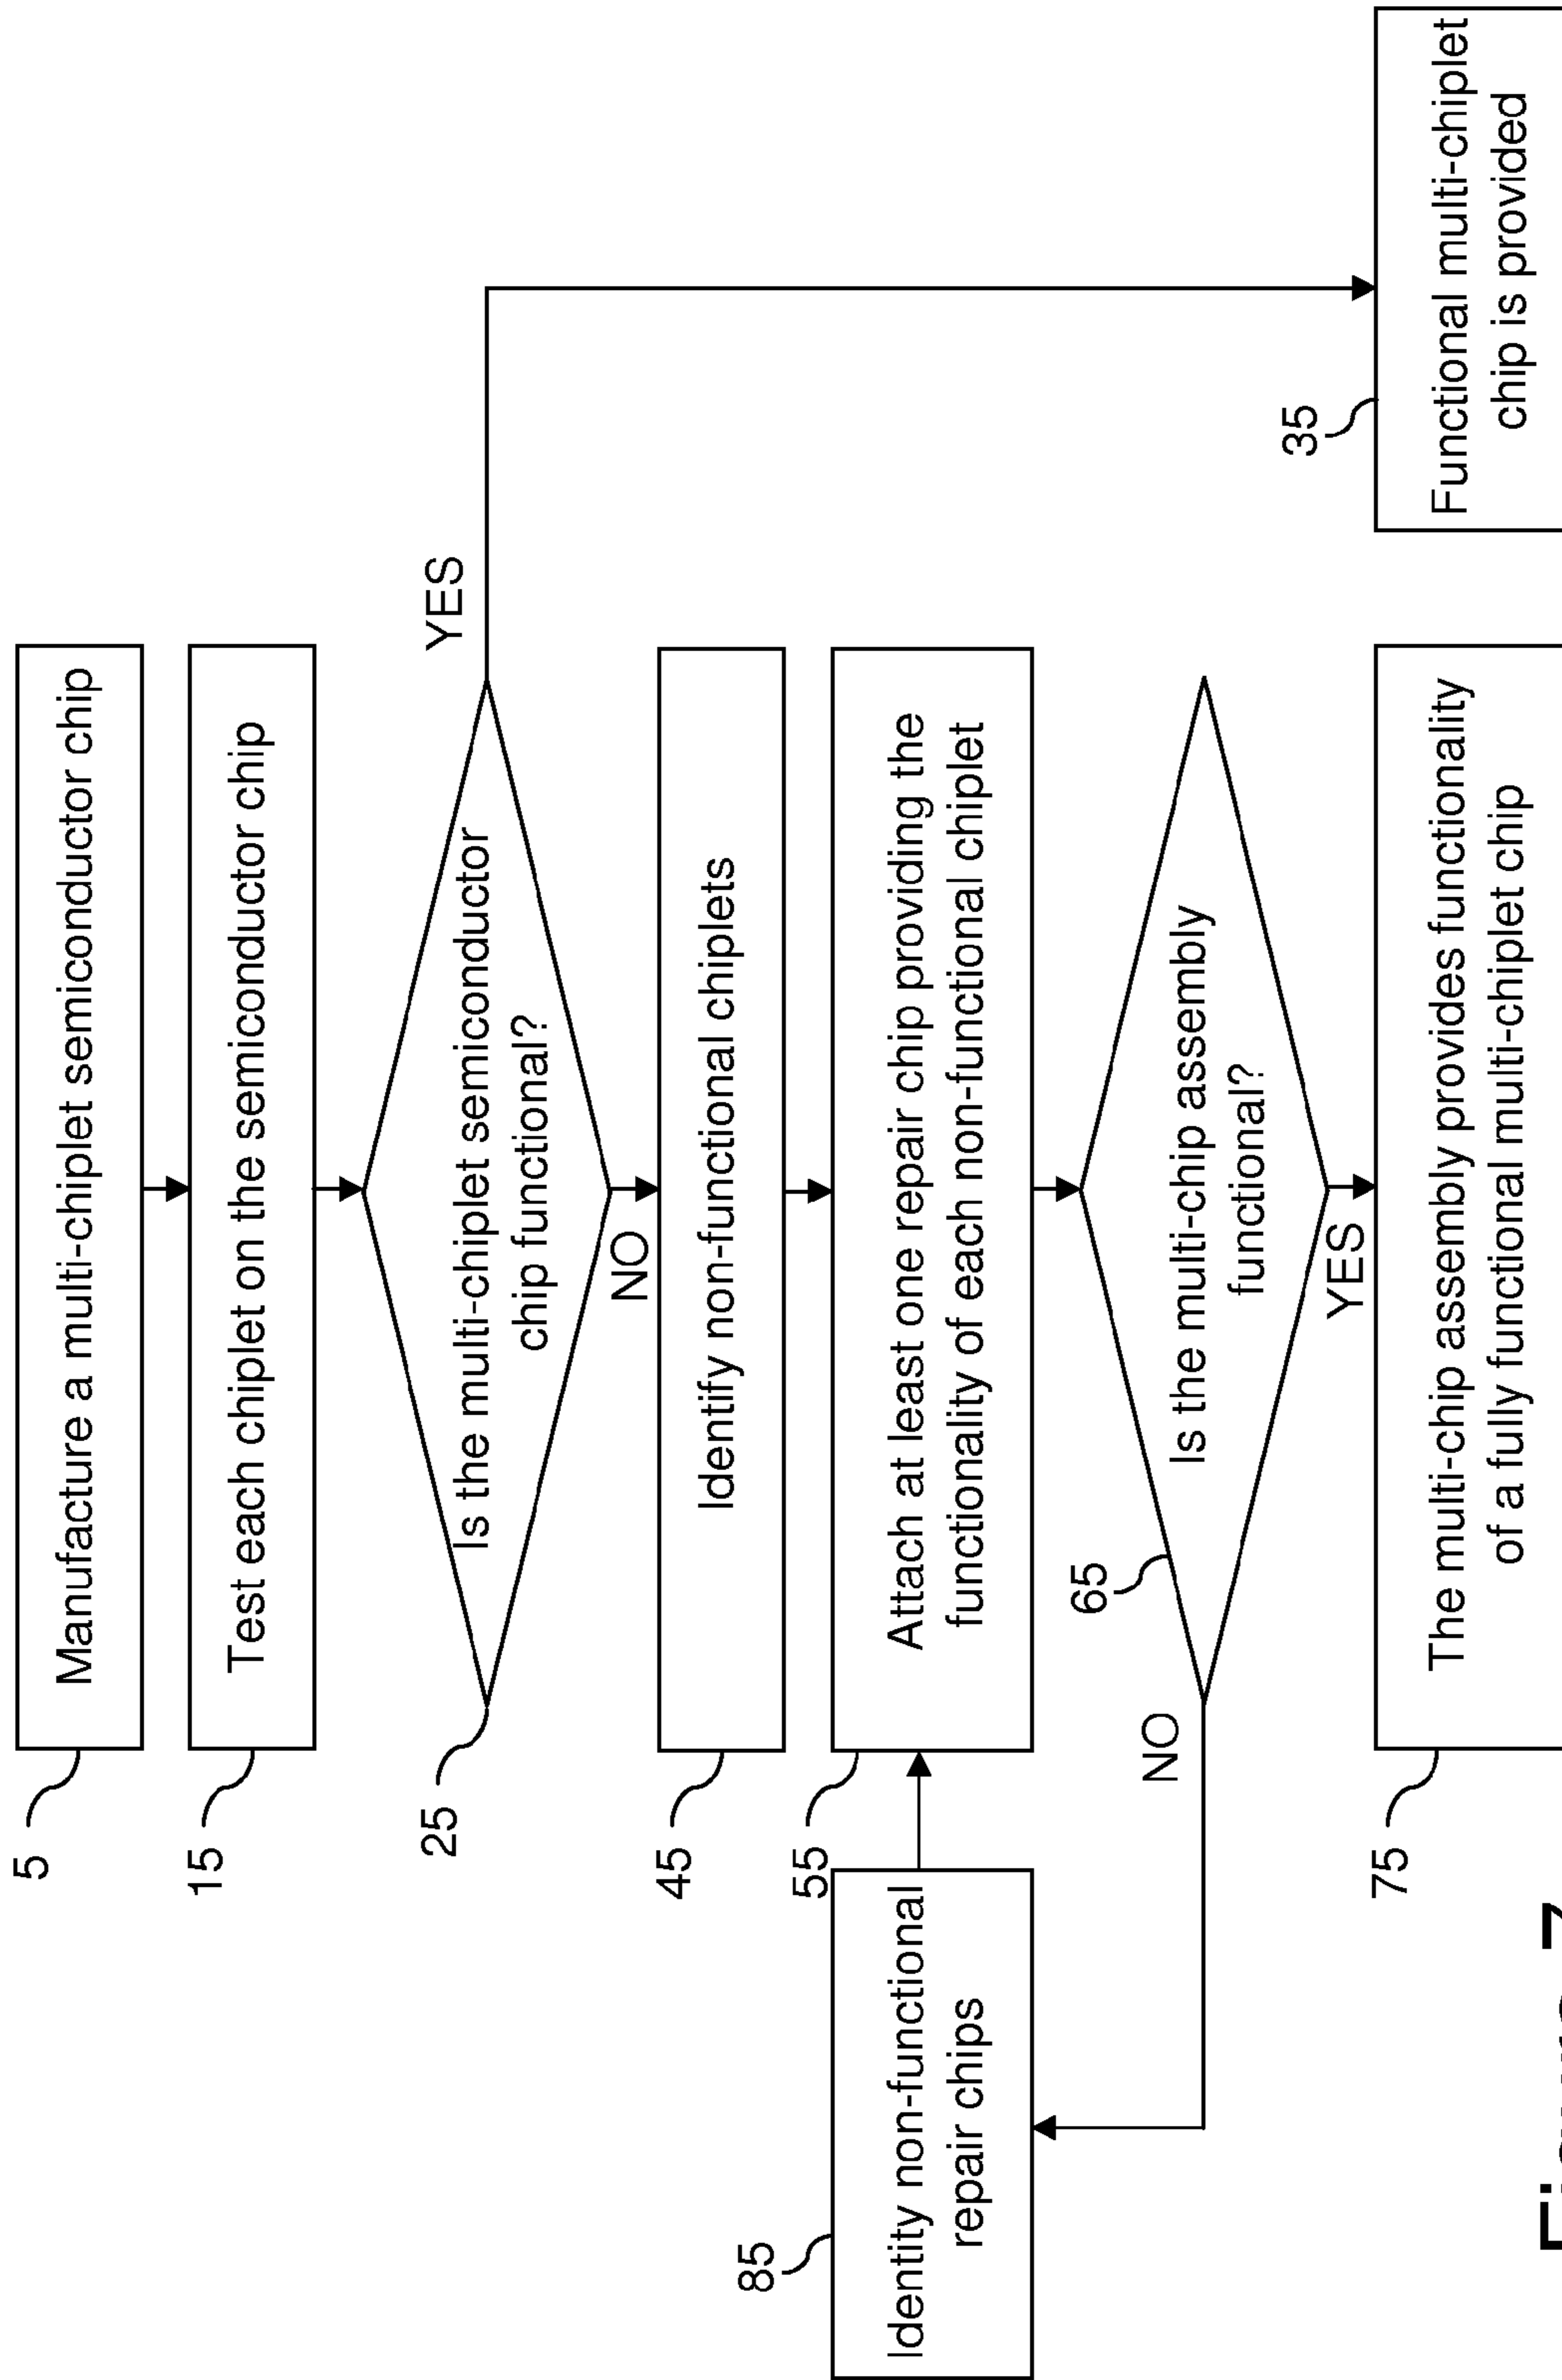 5
Manufacture a multi-chiplet semiconductor chip
15
Test each chiplet on the semiconductor chip
25
Is the multi-chiplet semiconductor
chip functional?
YES
NO
45
Identify non-functional chiplets
85
Identity non-functional
repair chips
55
Attach at least one repair chip providing the
functionality of each non-functional chiplet
65
Is the multi-chip assembly
functional?
NO
YES
75
The multi-chip assembly provides functionality
of a fully functional multi-chiplet chip
35
Functional multi-chiplet
chip is provided
Figure 7